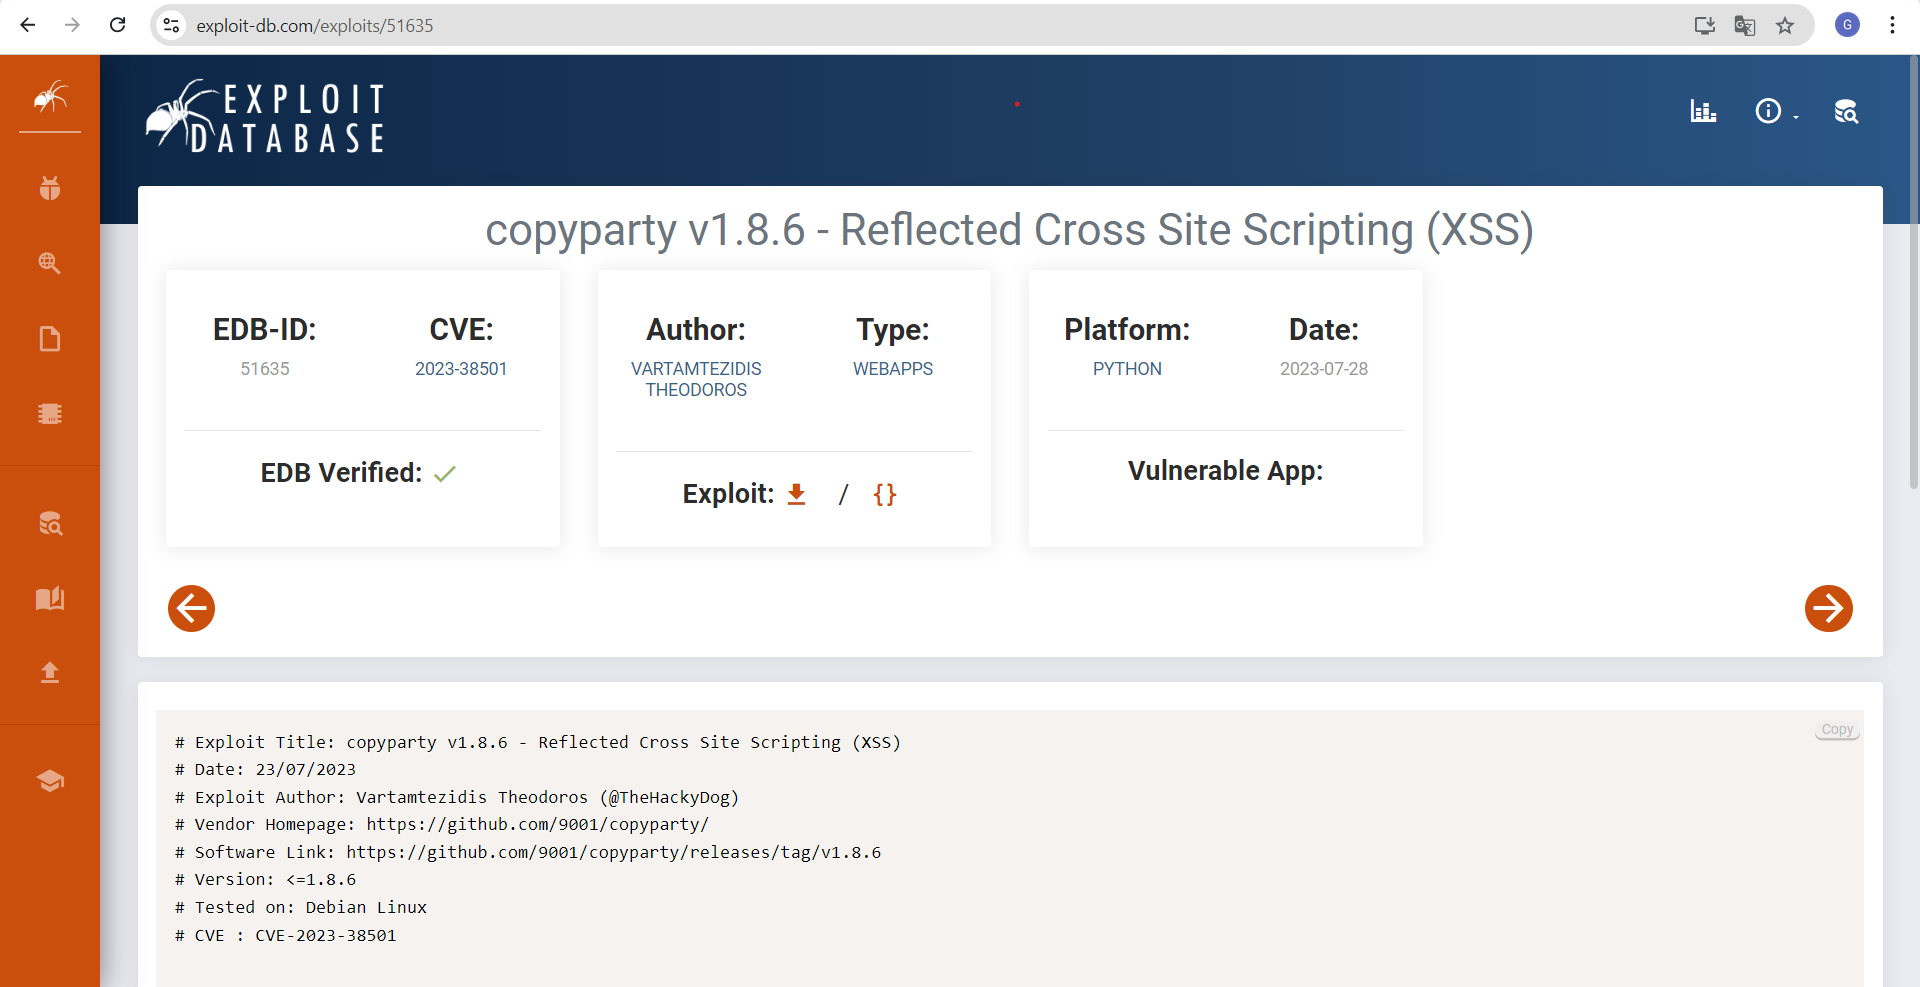 exploit-db.com/exploits/51635
G
EXPLOIT
DATABASE
copyparty v1.8.6 - Reflected Cross Site Scripting (XSS)
EDB-ID:
51635
CVE:
2023-38501
EDB Verified:
Author:
VARTAMTEZIDIS
THEODOROS
Type:
WEBAPPS
Exploit: / {}
Platform:
PYTHON
Date:
2023-07-28
Vulnerable App:
Copy
# Exploit Title: copyparty v1.8.6 - Reflected Cross Site Scripting (XSS)
# Date: 23/07/2023
# Exploit Author: Vartamtezidis Theodoros (@TheHackyDog)
# Vendor Homepage: https://github.com/9001/copyparty/
# Software Link: https://github.com/9001/copyparty/releases/tag/v1.8.6
# Version: <=1.8.6
# Tested on: Debian Linux
# CVE : CVE-2023-38501